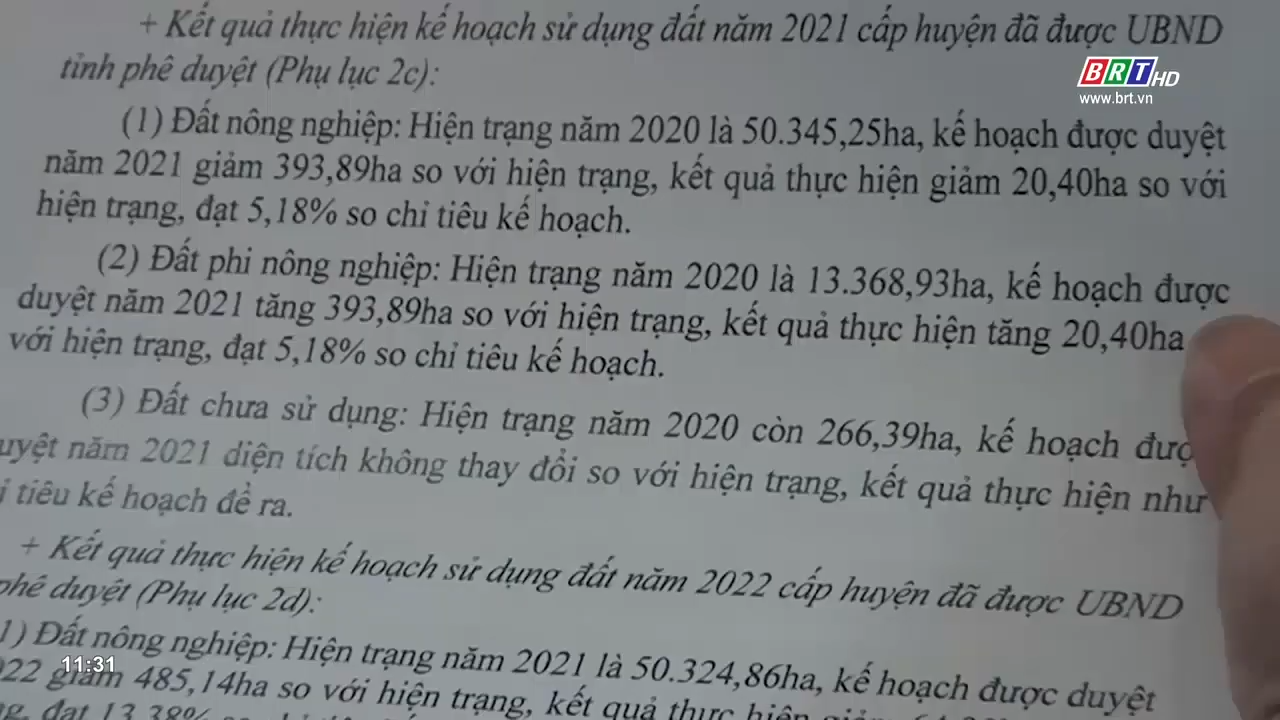 + Kết quả thực hiện kế hoạch sử dụng đất năm 2021 cấp huyện đã được UBND
tỉnh phê duyệt (Phụ lục 2c):
BRT HD
www.brt.vn
(1) Đất nông nghiệp: Hiện trạng năm 2020 là 50.345,25ha, kế hoạch được duyệt
năm 2021 giảm 393,89ha so với hiện trạng, kết quả thực hiện giảm 20,40ha so với
hiện trạng, đạt 5,18% so chỉ tiêu kế hoạch.
(2) Đất phi nông nghiệp: Hiện trạng năm 2020 là 13.368,93ha, kế hoạch được
duyệt năm 2021 tăng 393,89ha so với hiện trạng, kết quả thực hiện tăng 20,40ha
với hiện trạng, đạt 5,18% so chỉ tiêu kế hoạch.
(3) Đất chưa sử dụng: Hiện trạng năm 2020 còn 266,39ha, kế hoạch đượ
uyệt năm 2021 diện tích không thay đổi so với hiện trạng, kết quả thực hiện như
ỉ tiêu kế hoạch đề ra.
+ Kết quả thực hiện kế hoạch sử dụng đất năm 2022 cấp huyện đã được UBND
phê duyệt (Phụ lục 2d):
1) Đất nông nghiệp: Hiện trạng năm 2021 là 50.324,86ha, kế hoạch được duyệt
022 giảm 485,14ha so với hiện trạng, kết quả thực hiện giảm
ng, đạt 13,38%
11:31